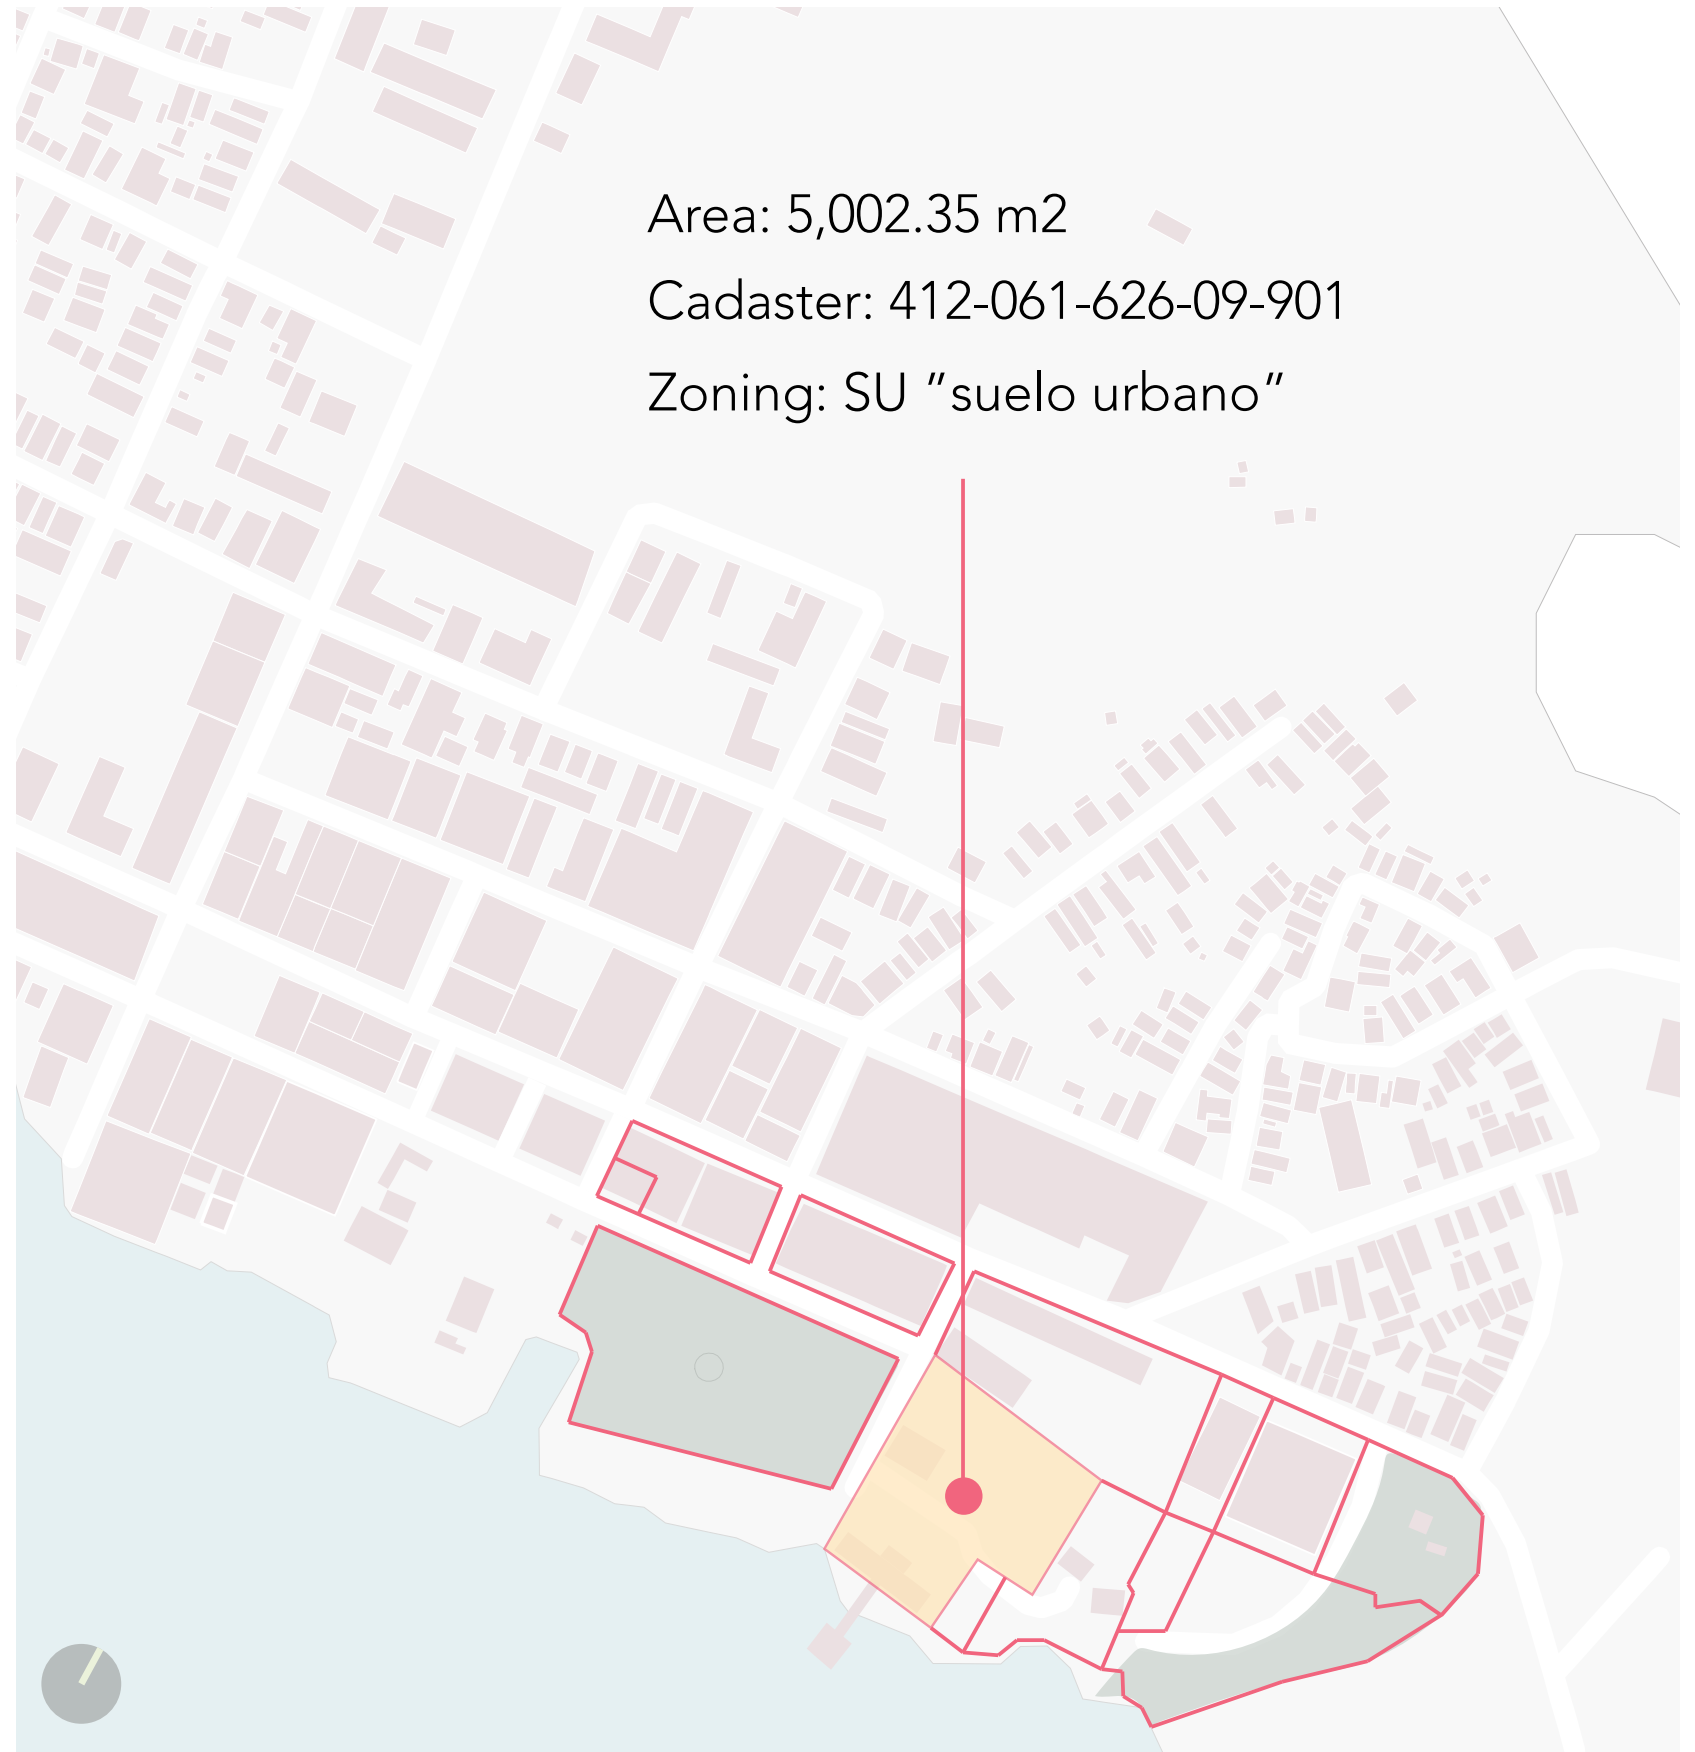 Area: 5,002.35 m2
Cadaster: 412-061-626-09-901
Zoning: SU ”suelo urbano”